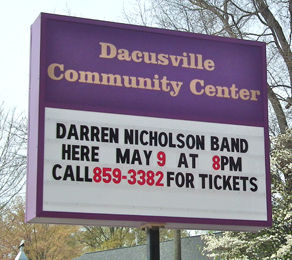 Dacusville
Community Center
DARREN NICHOLSON BAND
HERE MAY 9 AT 8PM
CALL 859-3382 FOR TICKETS